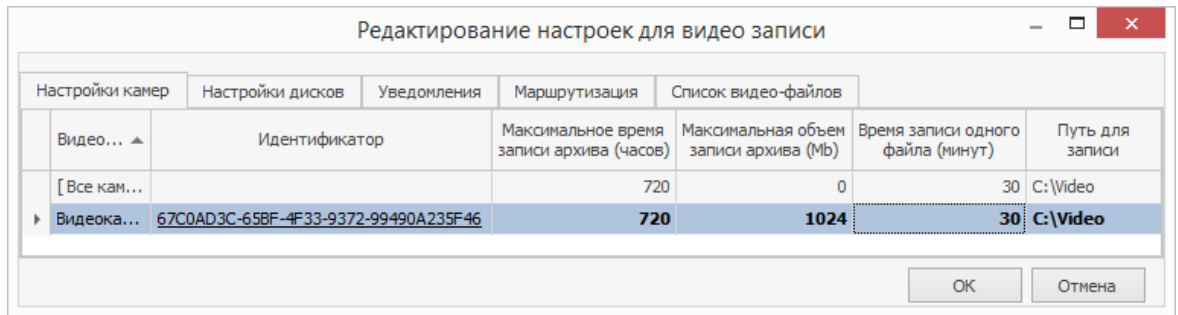 Редактирование настроек для видео записи
Настройки камер Настройки дисков Уведомления Маршрутизация Список видео-файлов
Видео... Идентификатор Максимальное время записи архива (часов) Максимальная объем записи архива (Mb) Время записи одного файла (минут) Путь для записи
[ Все кам... 720 0 30 C:\Video
Видеока... 67C0AD3C-65BF-4F33-9372-99490A235F46 720 1024 30 C:\Video
ОК Отмена